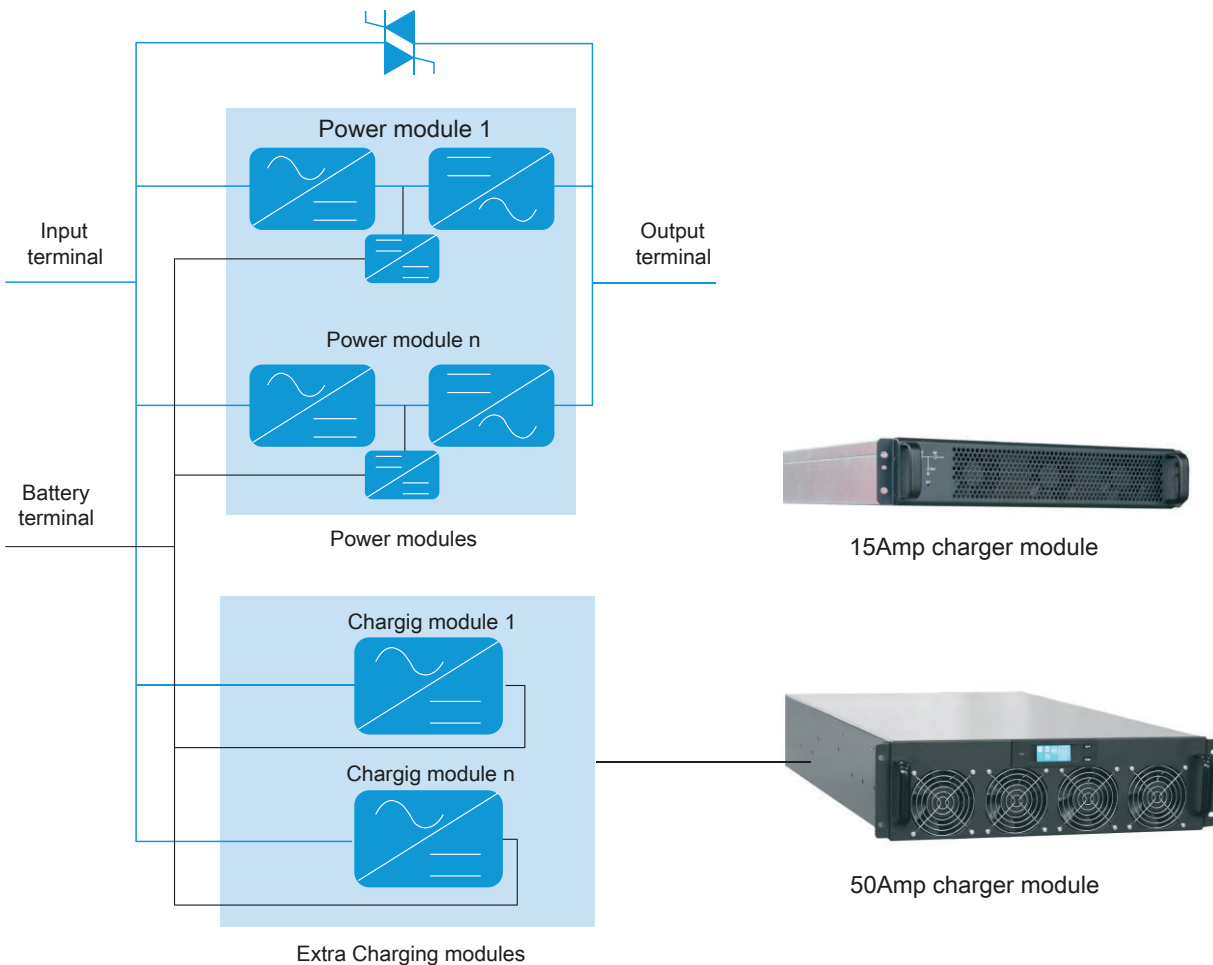 Power module 1
Input
terminal
Output
terminal
Power module n
Battery
terminal
Power modules
15Amp charger module
Chargig module 1
Chargig module n
50Amp charger module
Extra Charging modules